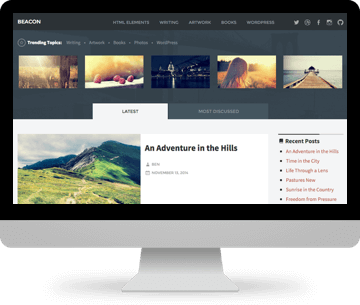 BEACON
HTML ELEMENTS WRITING ARTWORK BOOKS WORDPRESS
Trending Topics: Writing Artwork Books Photos WordPress
LATEST
MOST DISCUSSED
An Adventure in the Hills
BEN
NOVEMBER 13, 2014
Recent Posts
An Adventure in the Hills
Time in the City
Life Through a Lens
Pastures New
Sunrise in the Country
Freedom from Pressure